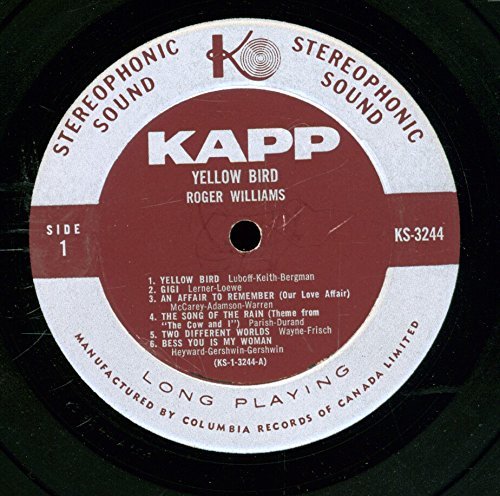 STEREOPHONIC SOUND
K
STEREOPHONIC SOUND
KAPP
YELLOW BIRD
ROGER WILLIAMS
SIDE
1
KS-3244
1. YELLOW BIRD Luboff-Keith-Bergman
2. GIGI Lerner-Loewe
3. AN AFFAIR TO REMEMBER (Our Love Affair)
McCarey-Adamson-Warren
4. THE SONG OF THE RAIN (Theme from
"The Cow and I") Parish-Durand
5. TWO DIFFERENT WORLDS Wayne-Frisch
6. BESS YOU IS MY WOMAN
Heyward-Gershwin-Gershwin
(KS-1-3244-A)
LONG PLAYING
MANUFACTURED BY COLUMBIA RECORDS OF CANADA LIMITED